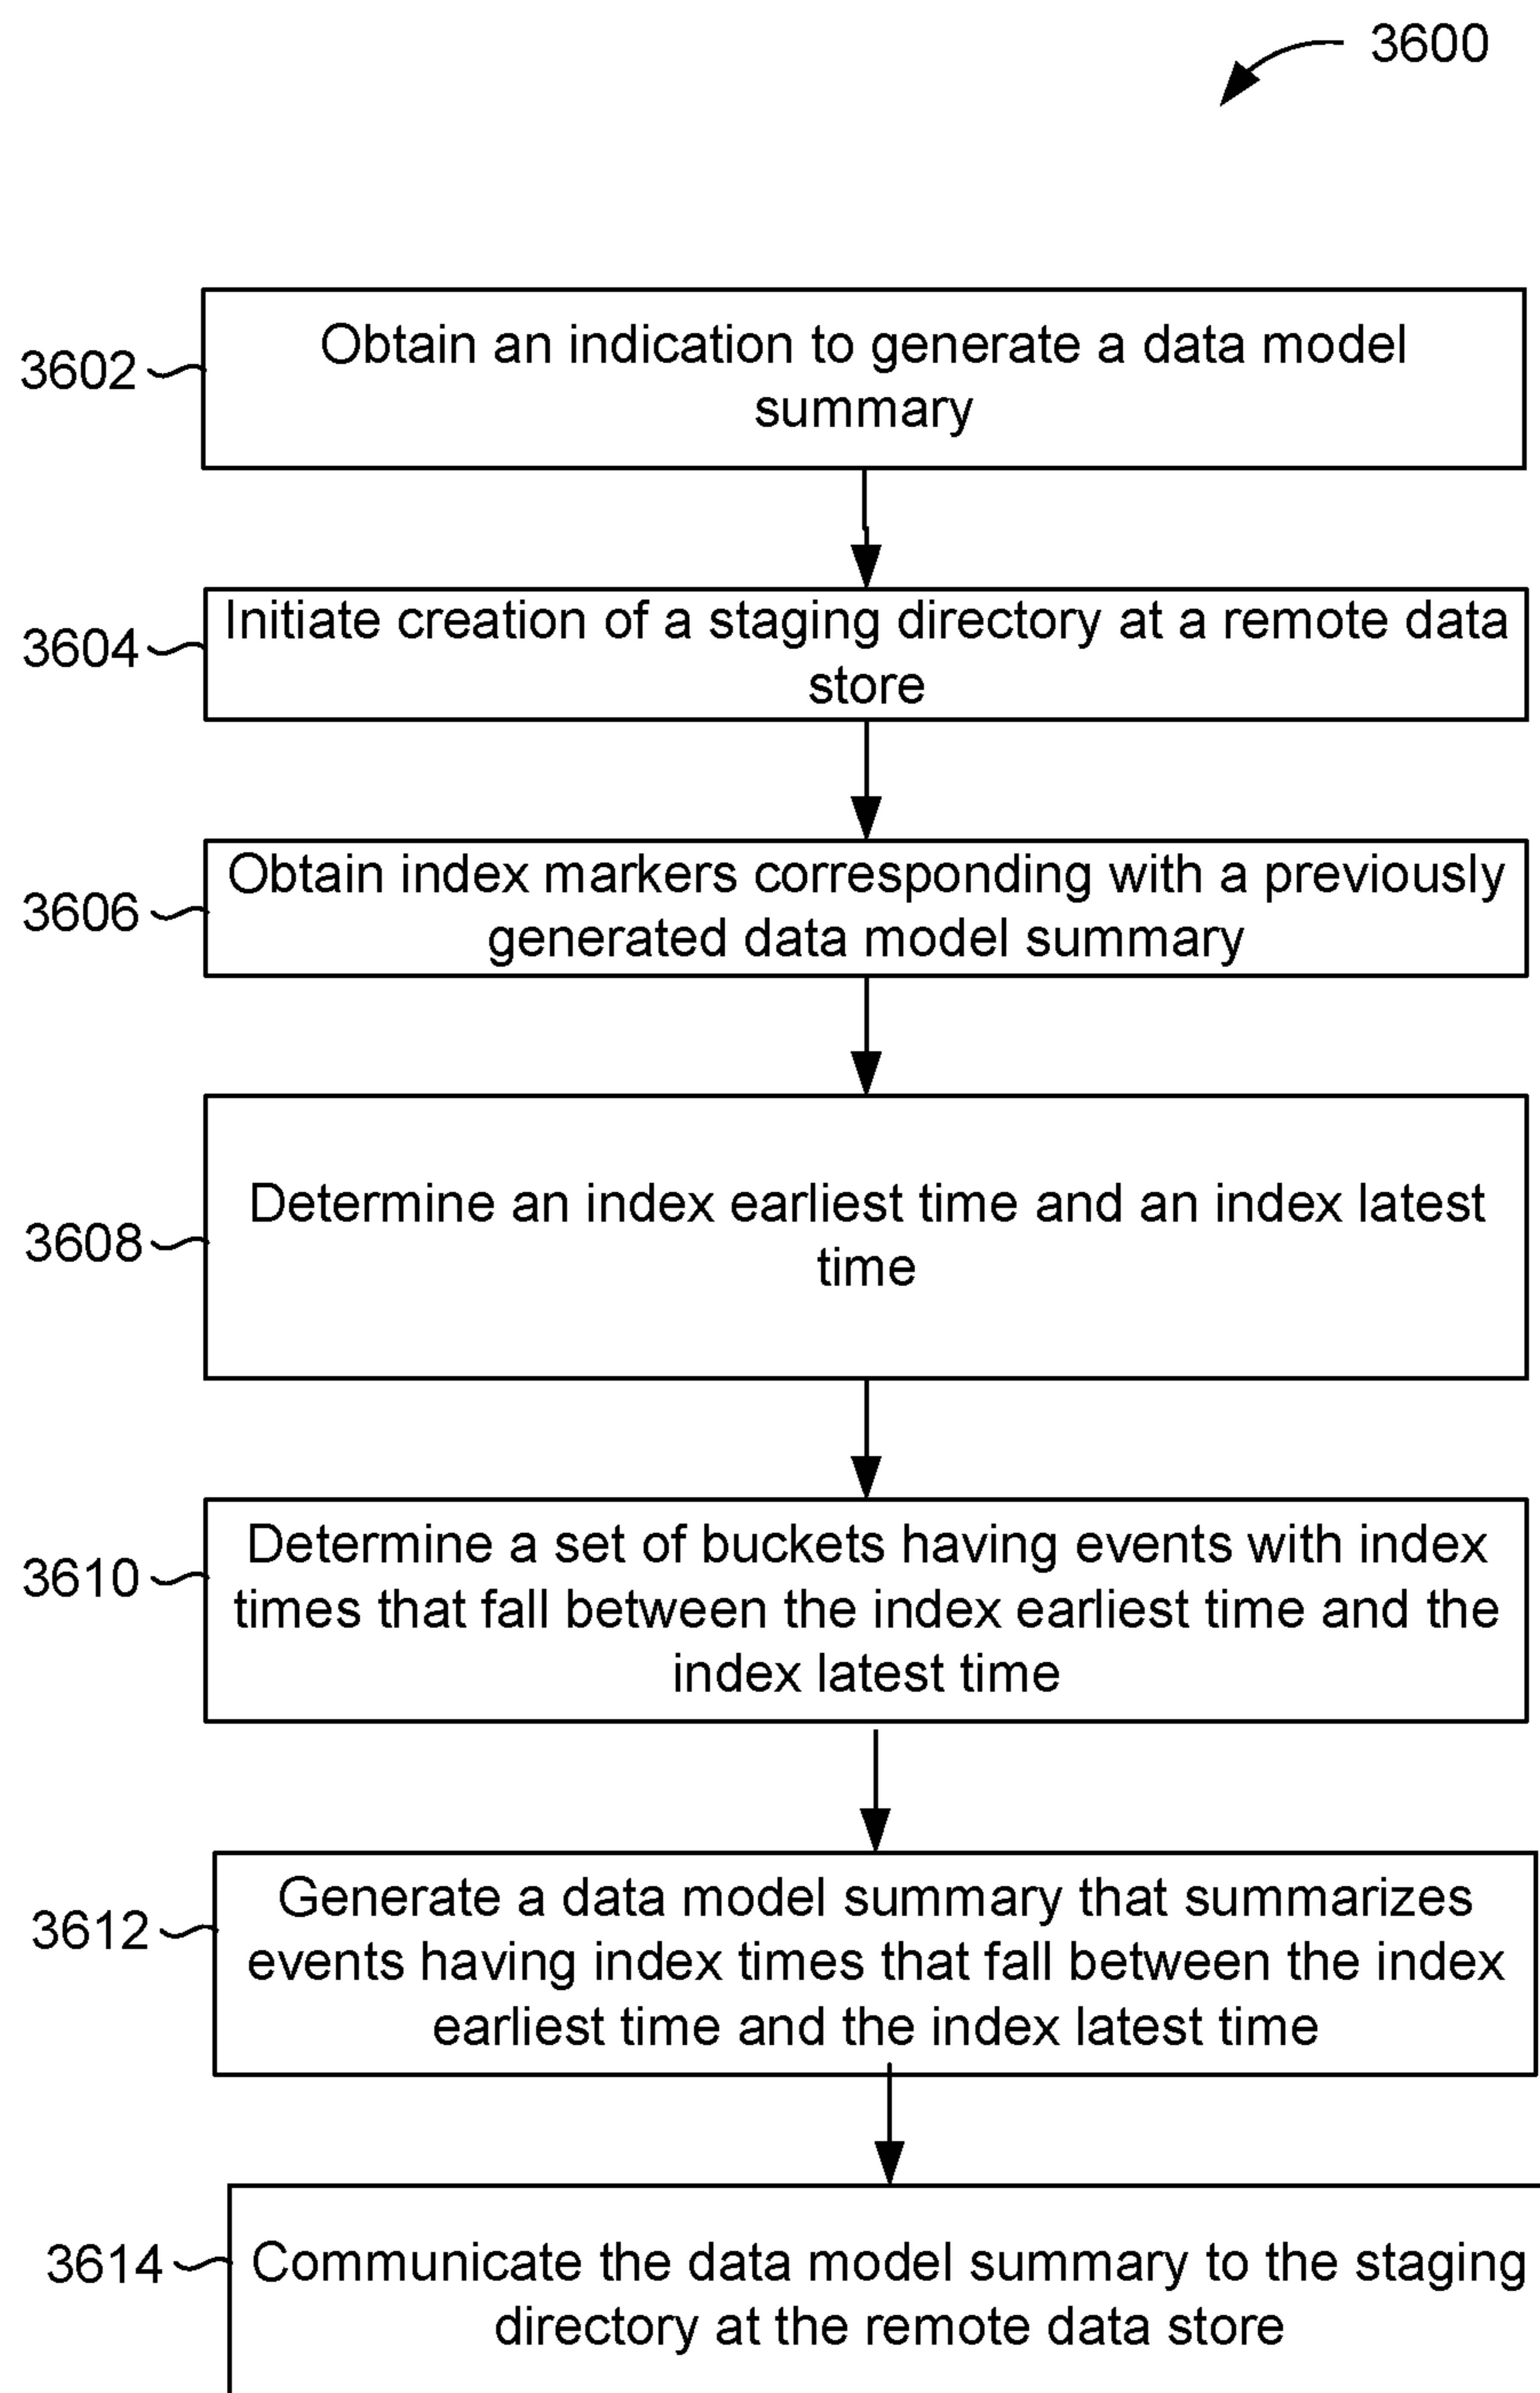 3600
3602
Obtain an indication to generate a data model
summary
3604
Initiate creation of a staging directory at a remote data
store
3606
Obtain index markers corresponding with a previously
generated data model summary
3608
Determine an index earliest time and an index latest
time
3610
Determine a set of buckets having events with index
times that fall between the index earliest time and the
index latest time
3612
Generate a data model summary that summarizes
events having index times that fall between the index
earliest time and the index latest time
3614
Communicate the data model summary to the staging
directory at the remote data store